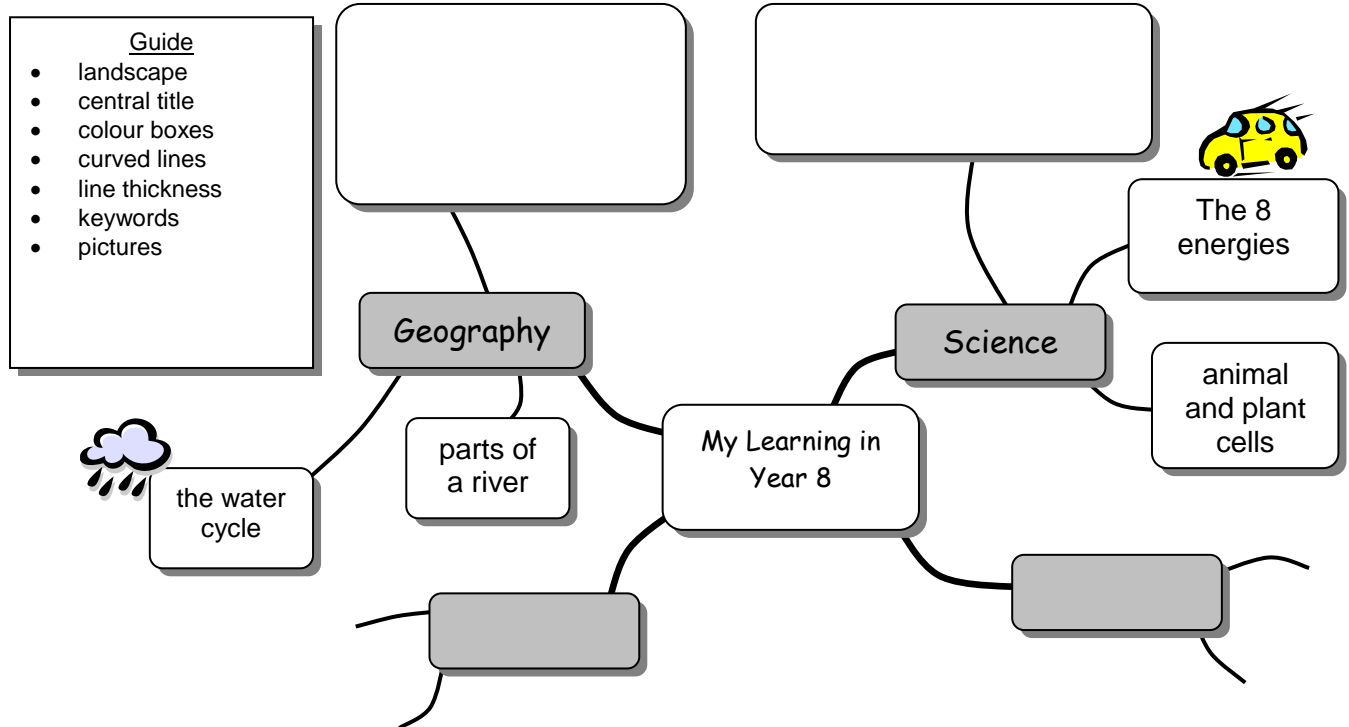 Guide
• landscape
• central title
• colour boxes
• curved lines
• line thickness
• keywords
• pictures
The 8
energies
Geography
Science
animal
and plant
cells
My Learning in
Year 8
parts of
a river
the water
cycle